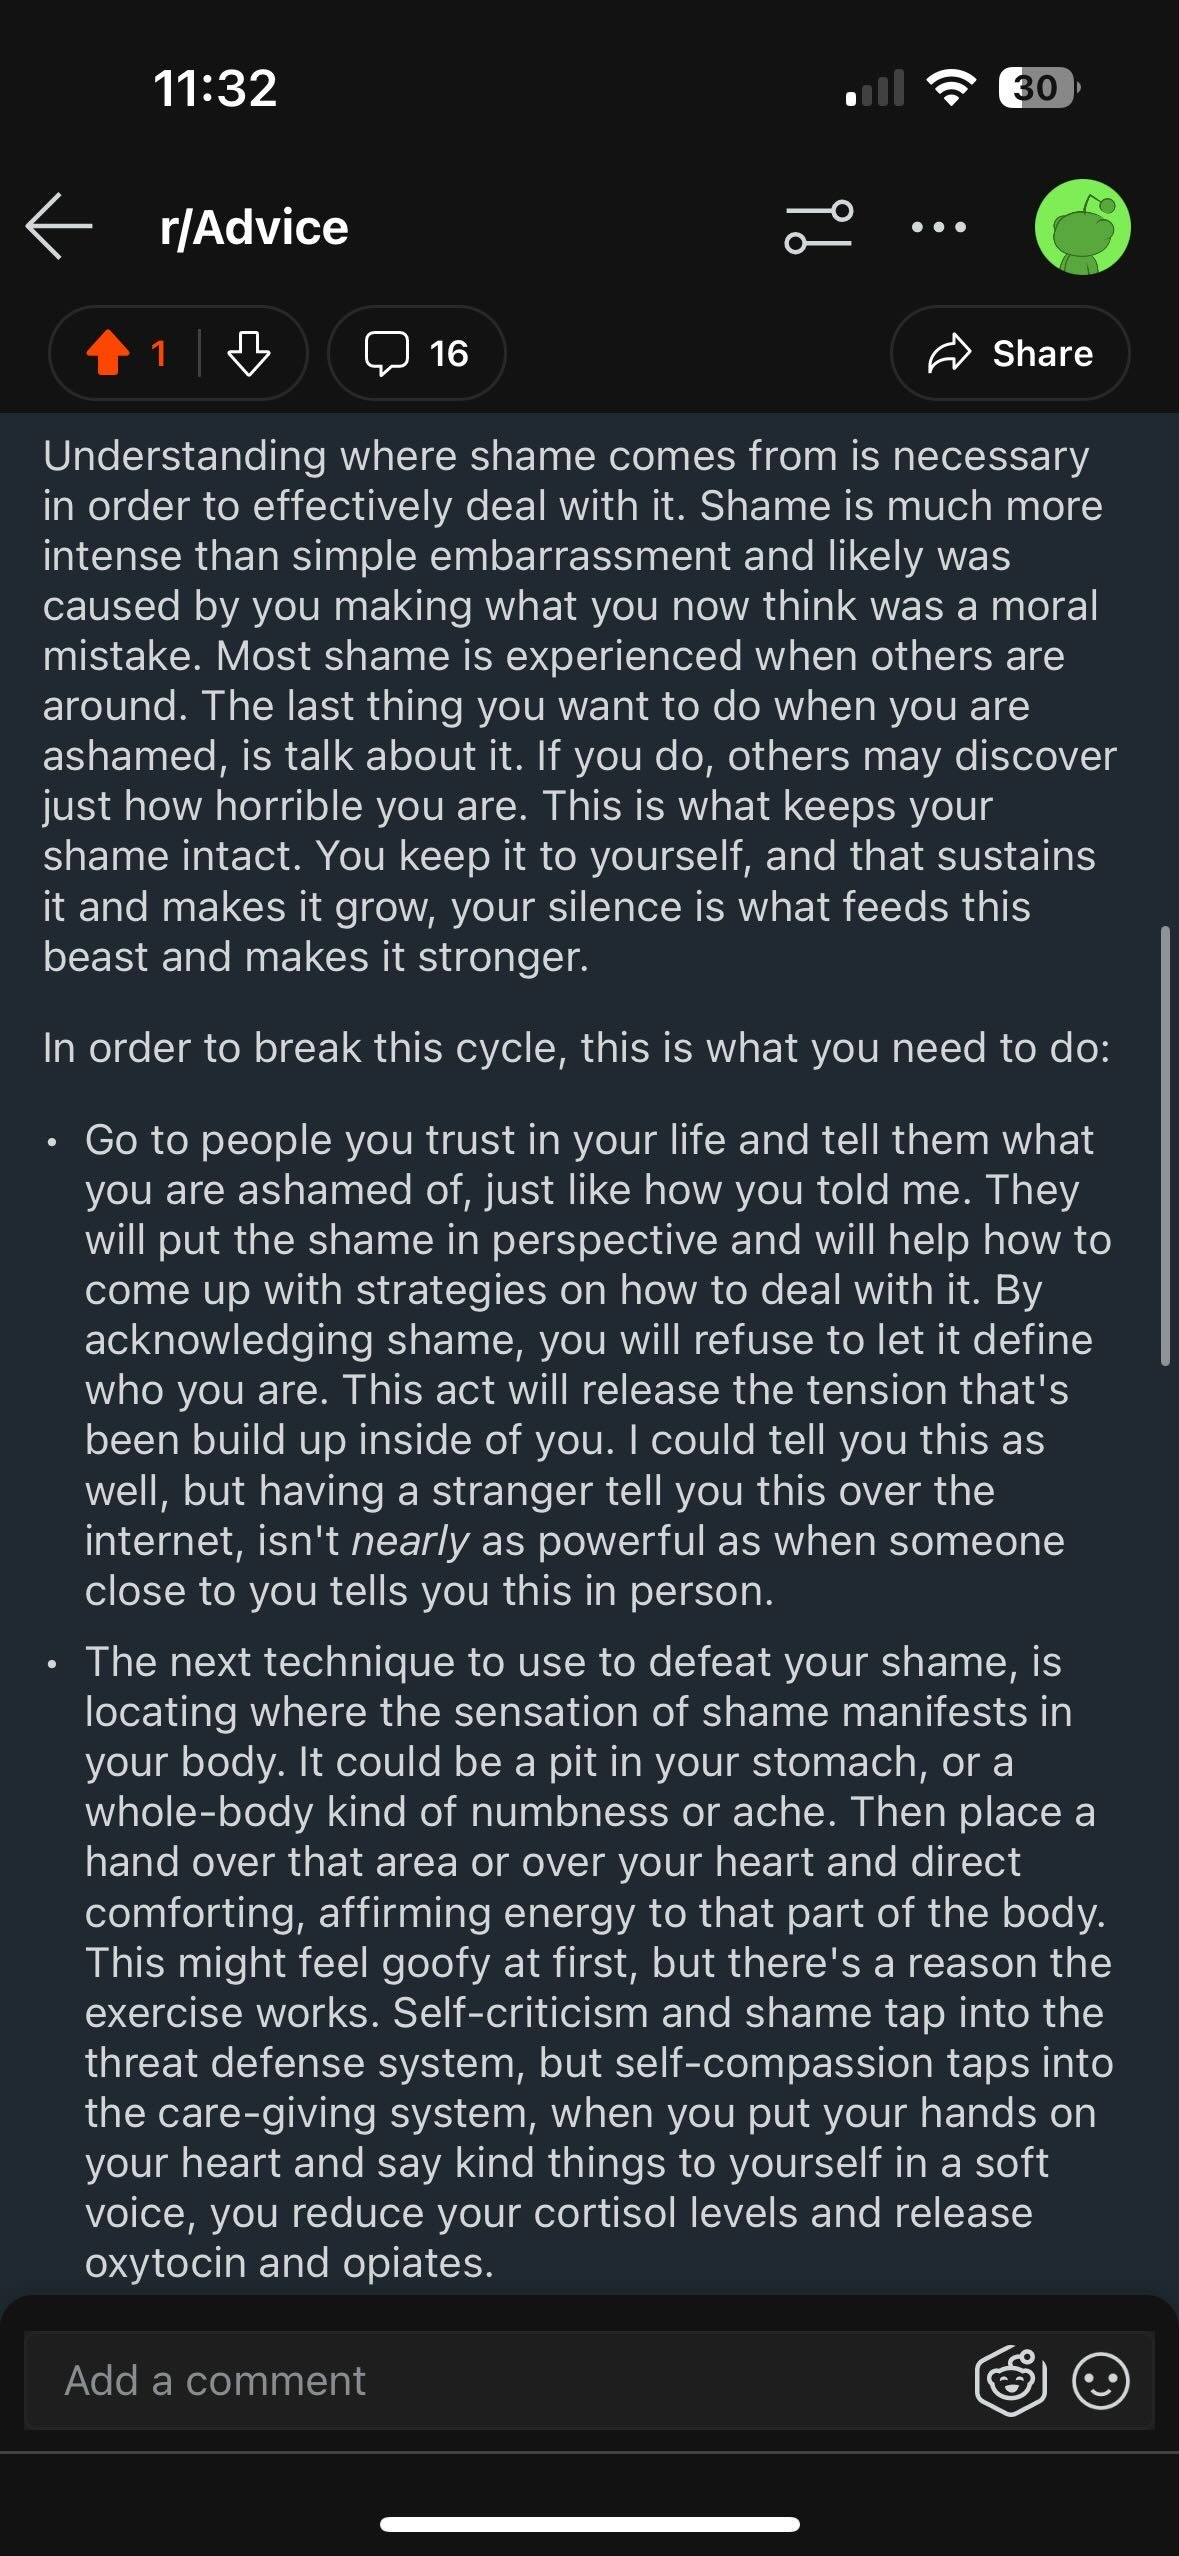 11:32
30
r/Advice
1
16
Share
Understanding where shame comes from is necessary
in order to effectively deal with it. Shame is much more
intense than simple embarrassment and likely was
caused by you making what you now think was a moral
mistake. Most shame is experienced when others are
around. The last thing you want to do when you are
ashamed, is talk about it. If you do, others may discover
just how horrible you are. This is what keeps your
shame intact. You keep it to yourself, and that sustains
it and makes it grow, your silence is what feeds this
beast and makes it stronger.
In order to break this cycle, this is what you need to do:
• Go to people you trust in your life and tell them what
you are ashamed of, just like how you told me. They
will put the shame in perspective and will help how to
come up with strategies on how to deal with it. By
acknowledging shame, you will refuse to let it define
who you are. This act will release the tension that's
been build up inside of you. I could tell you this as
well, but having a stranger tell you this over the
internet, isn't nearly as powerful as when someone
close to you tells you this in person.
• The next technique to use to defeat your shame, is
locating where the sensation of shame manifests in
your body. It could be a pit in your stomach, or a
whole-body kind of numbness or ache. Then place a
hand over that area or over your heart and direct
comforting, affirming energy to that part of the body.
This might feel goofy at first, but there's a reason the
exercise works. Self-criticism and shame tap into the
threat defense system, but self-compassion taps into
the care-giving system, when you put your hands on
your heart and say kind things to yourself in a soft
voice, you reduce your cortisol levels and release
oxytocin and opiates.
Add a comment